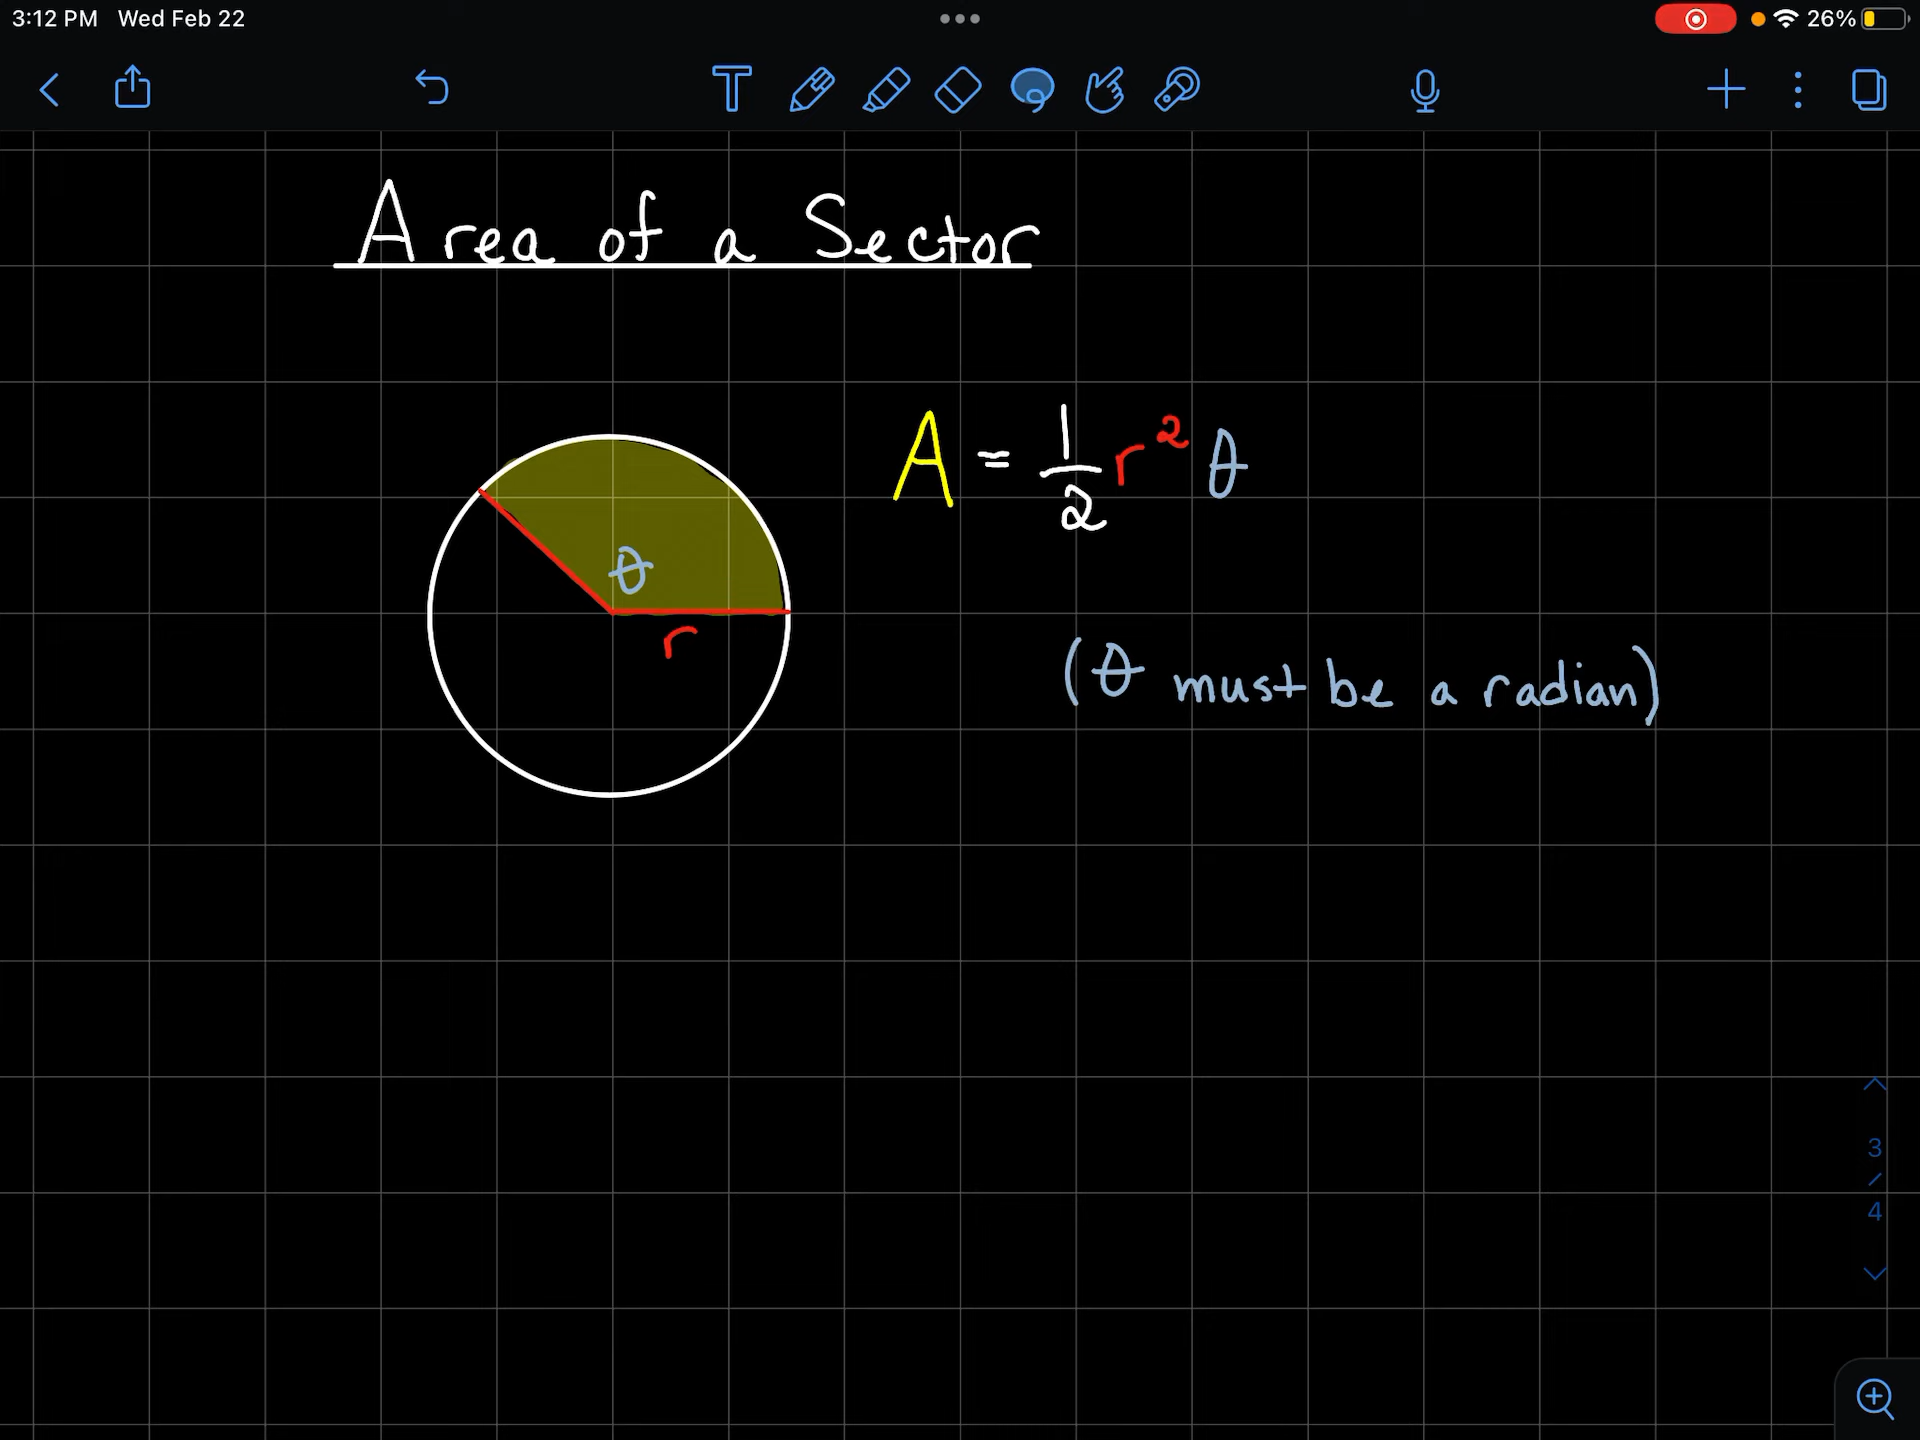 3:12 PM Wed Feb 22
26%
T
Area of a Sector
A = 1/2 r² θ
θ
r
(θ must be a radian)
3
/
4